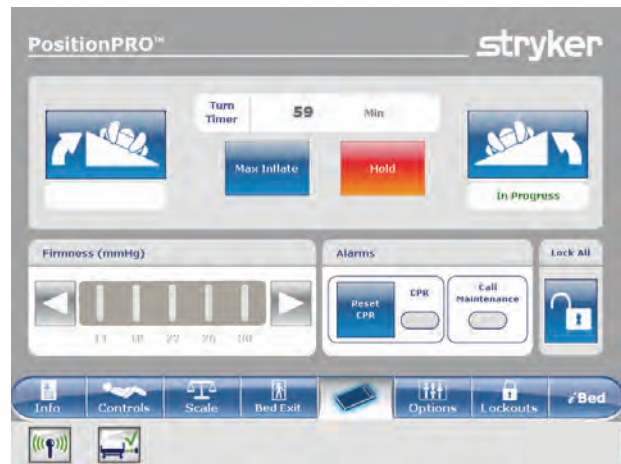 PositionPRO™
stryker
Turn
Timer
59
Min
Max Inflate
Hold
In Progress
Firmness (mmHg)
Alarms
Lock All
Reset
CPR
CPR
Call
Maintenance
Info
Controls
Scale
Bed Exit
Options
Lockouts
iBed